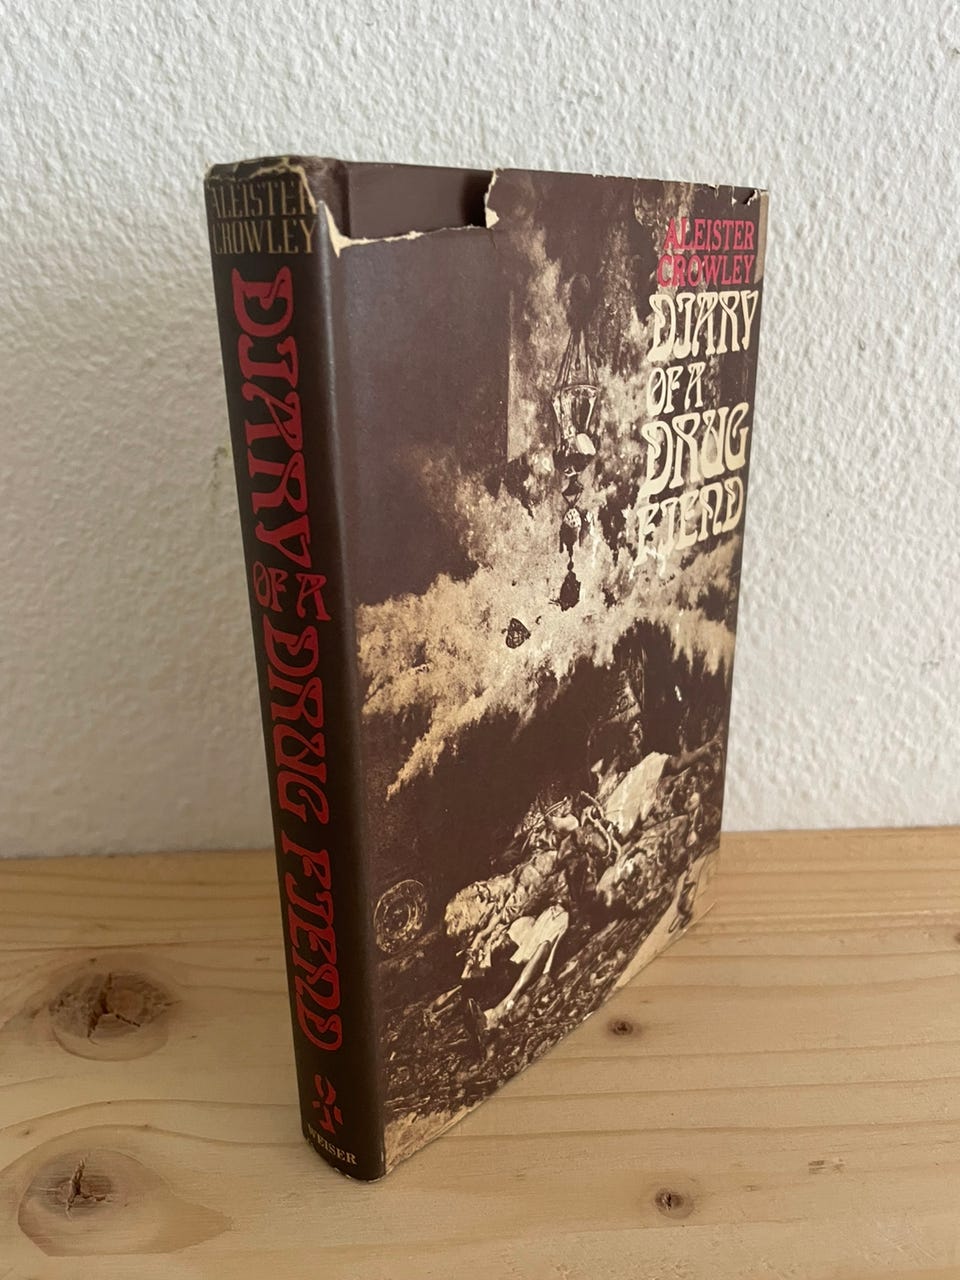 ALEISTER
CROWLEY
DIARY OF A DRUG FIEND
WEISER
ALEISTER
CROWLEY
DIARY
OF A
DRUG
FIEND